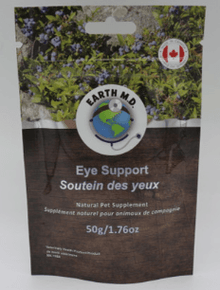 EARTH M.D.
Eye Support
Soutein des yeux
Natural Pet Supplement
Supplément naturel pour animaux de compagnie
50g/1.76oz